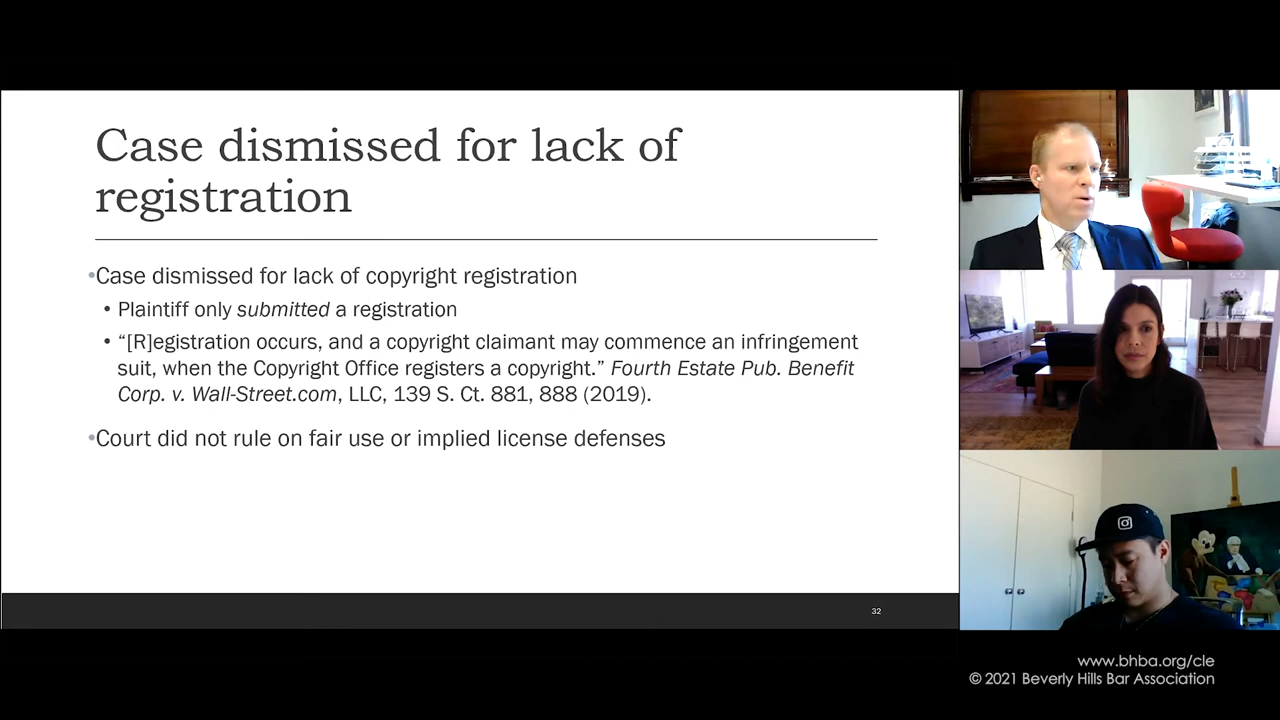 Case dismissed for lack of
registration
•Case dismissed for lack of copyright registration
• Plaintiff only submitted a registration
• “[R]egistration occurs, and a copyright claimant may commence an infringement
suit, when the Copyright Office registers a copyright.” Fourth Estate Pub. Benefit
Corp. v. Wall-Street.com, LLC, 139 S. Ct. 881, 888 (2019).
•Court did not rule on fair use or implied license defenses
32
www.bhba.org/cle
© 2021 Beverly Hills Bar Association